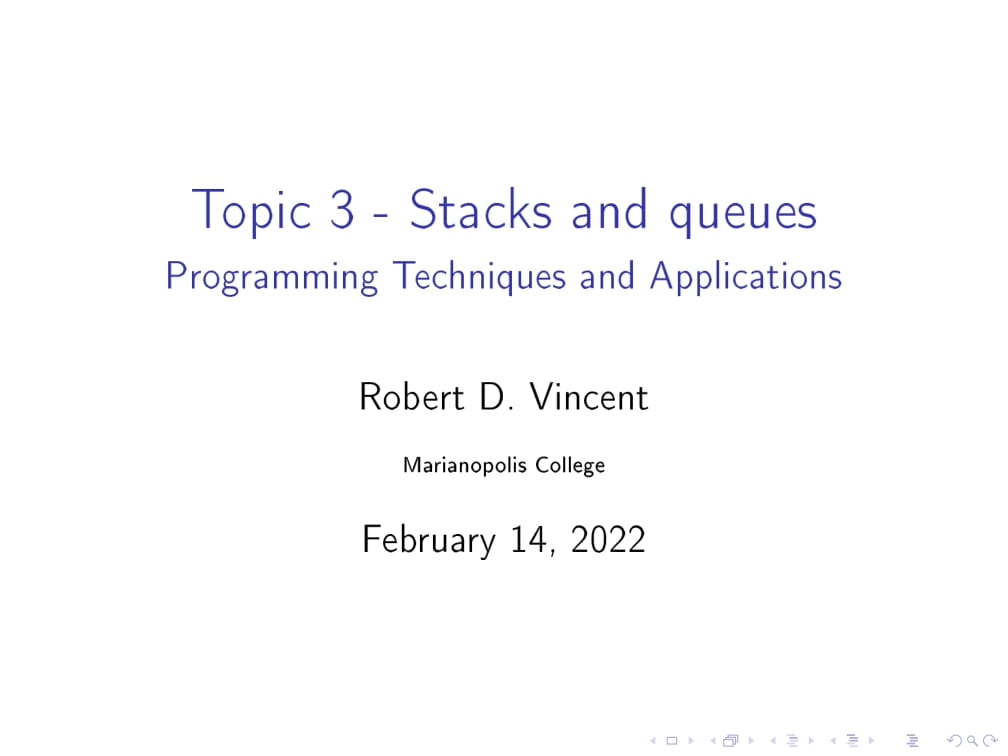 Topic 3 - Stacks and queues
Programming Techniques and Applications
Robert D. Vincent
Marianopolis College
February 14, 2022